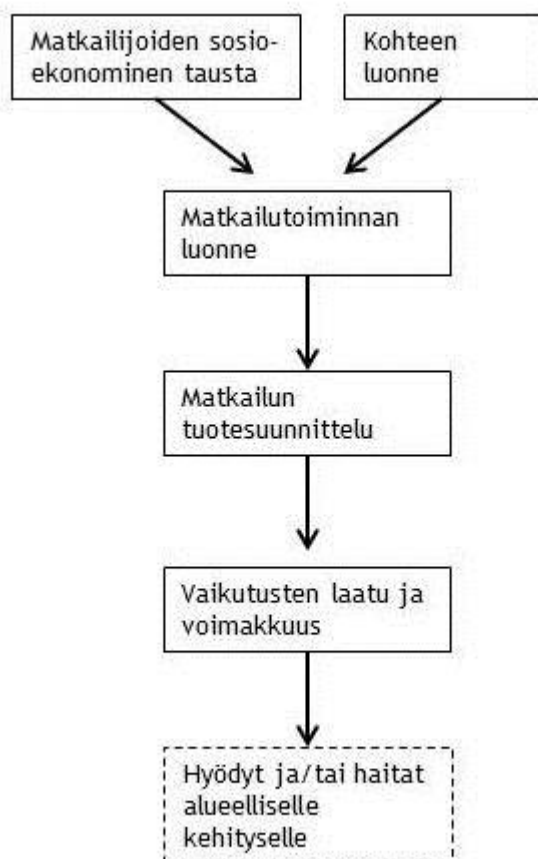 Matkailijoiden sosio-
ekonominen tausta
Kohteen
luonne
Matkailutoiminnan
luonne
Matkailun
tuotesuunnittelu
Vaikutusten laatu ja
voimakkuus
Hyödyt ja/tai haitat
alueelliselle
kehityselle